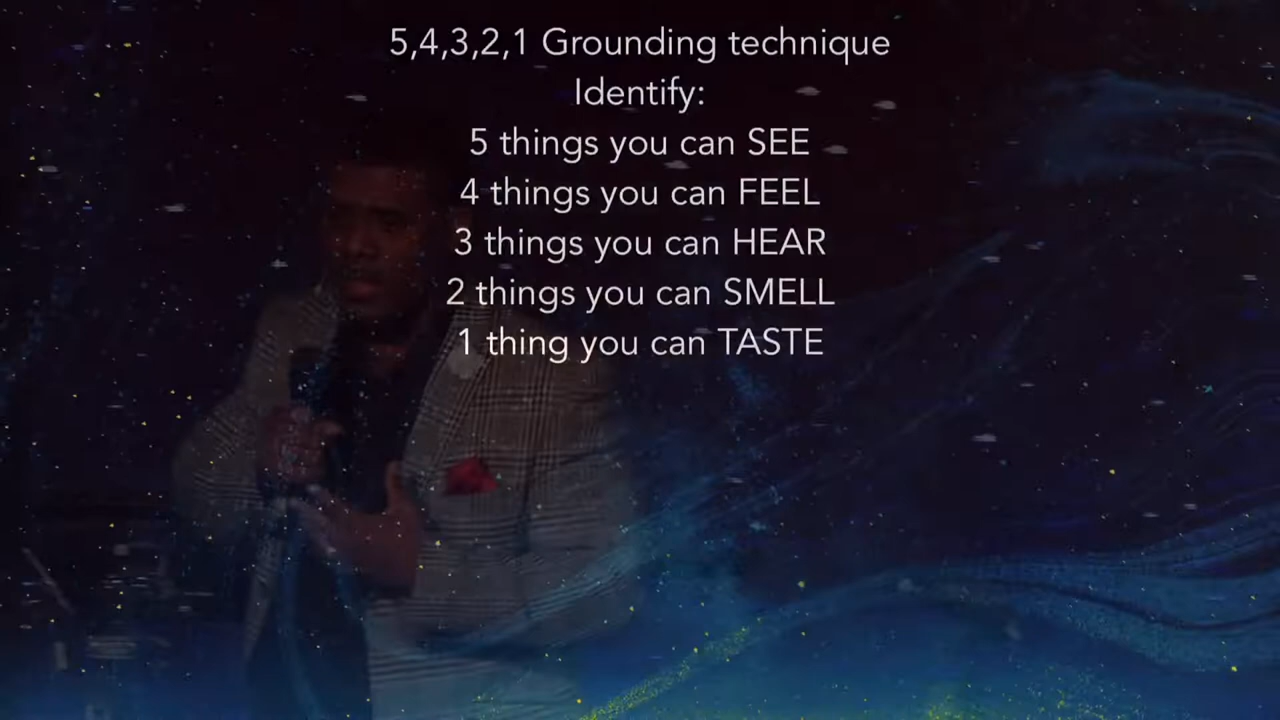 5,4,3,2,1 Grounding technique
Identify:
5 things you can SEE
4 things you can FEEL
3 things you can HEAR
2 things you can SMELL
1 thing you can TASTE